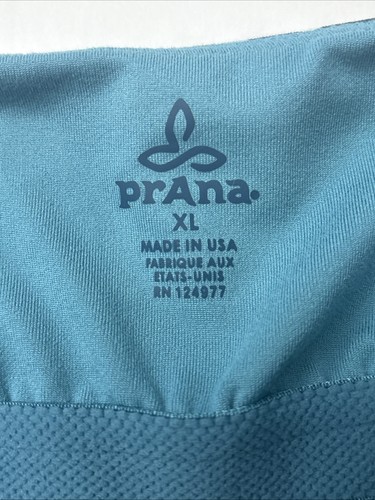 prAna.
XL
MADE IN USA
FABRIQUE AUX
ETATS-UNIS
RN 124977